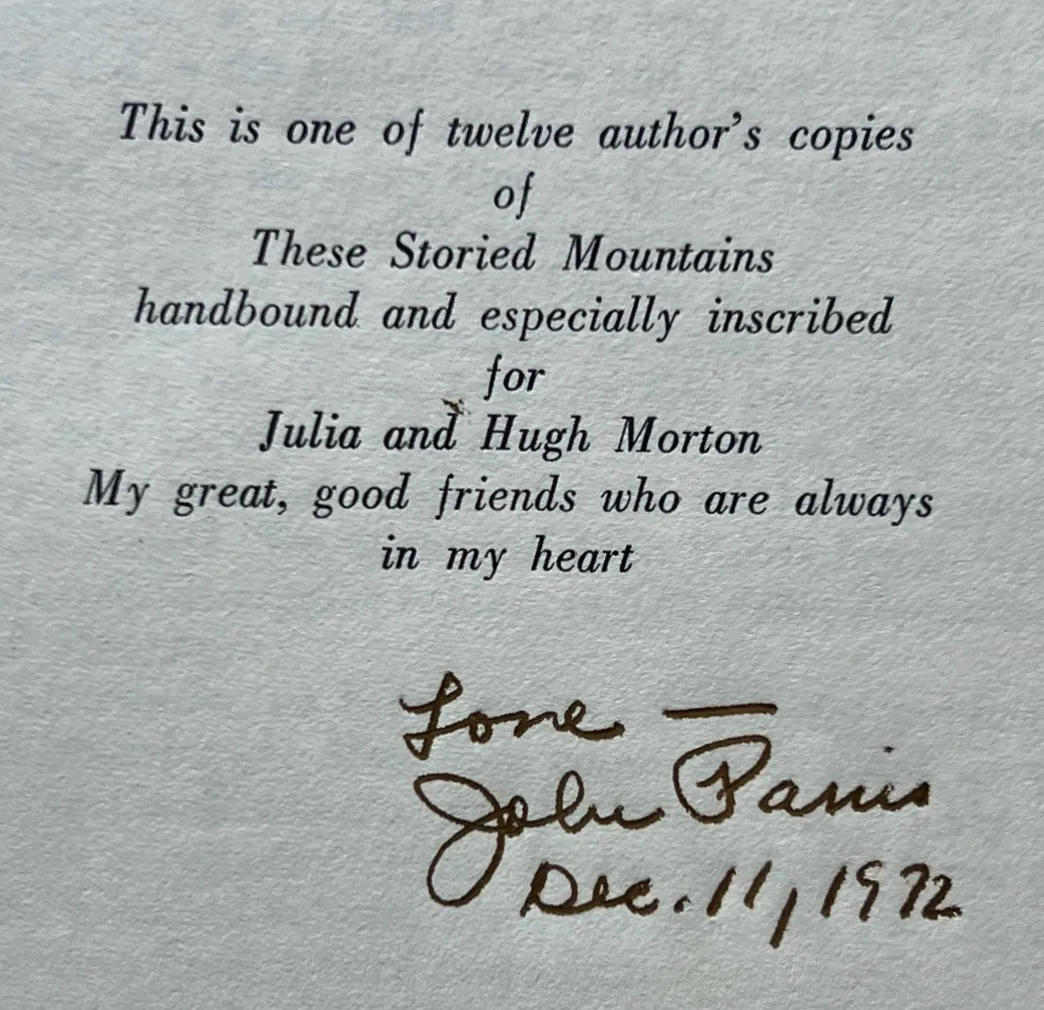 This is one of twelve author's copies
of
These Storied Mountains
handbound and especially inscribed
for
Julia and Hugh Morton
My great, good friends who are always
in my heart
Love —
John Parris
Dec. 11, 1972